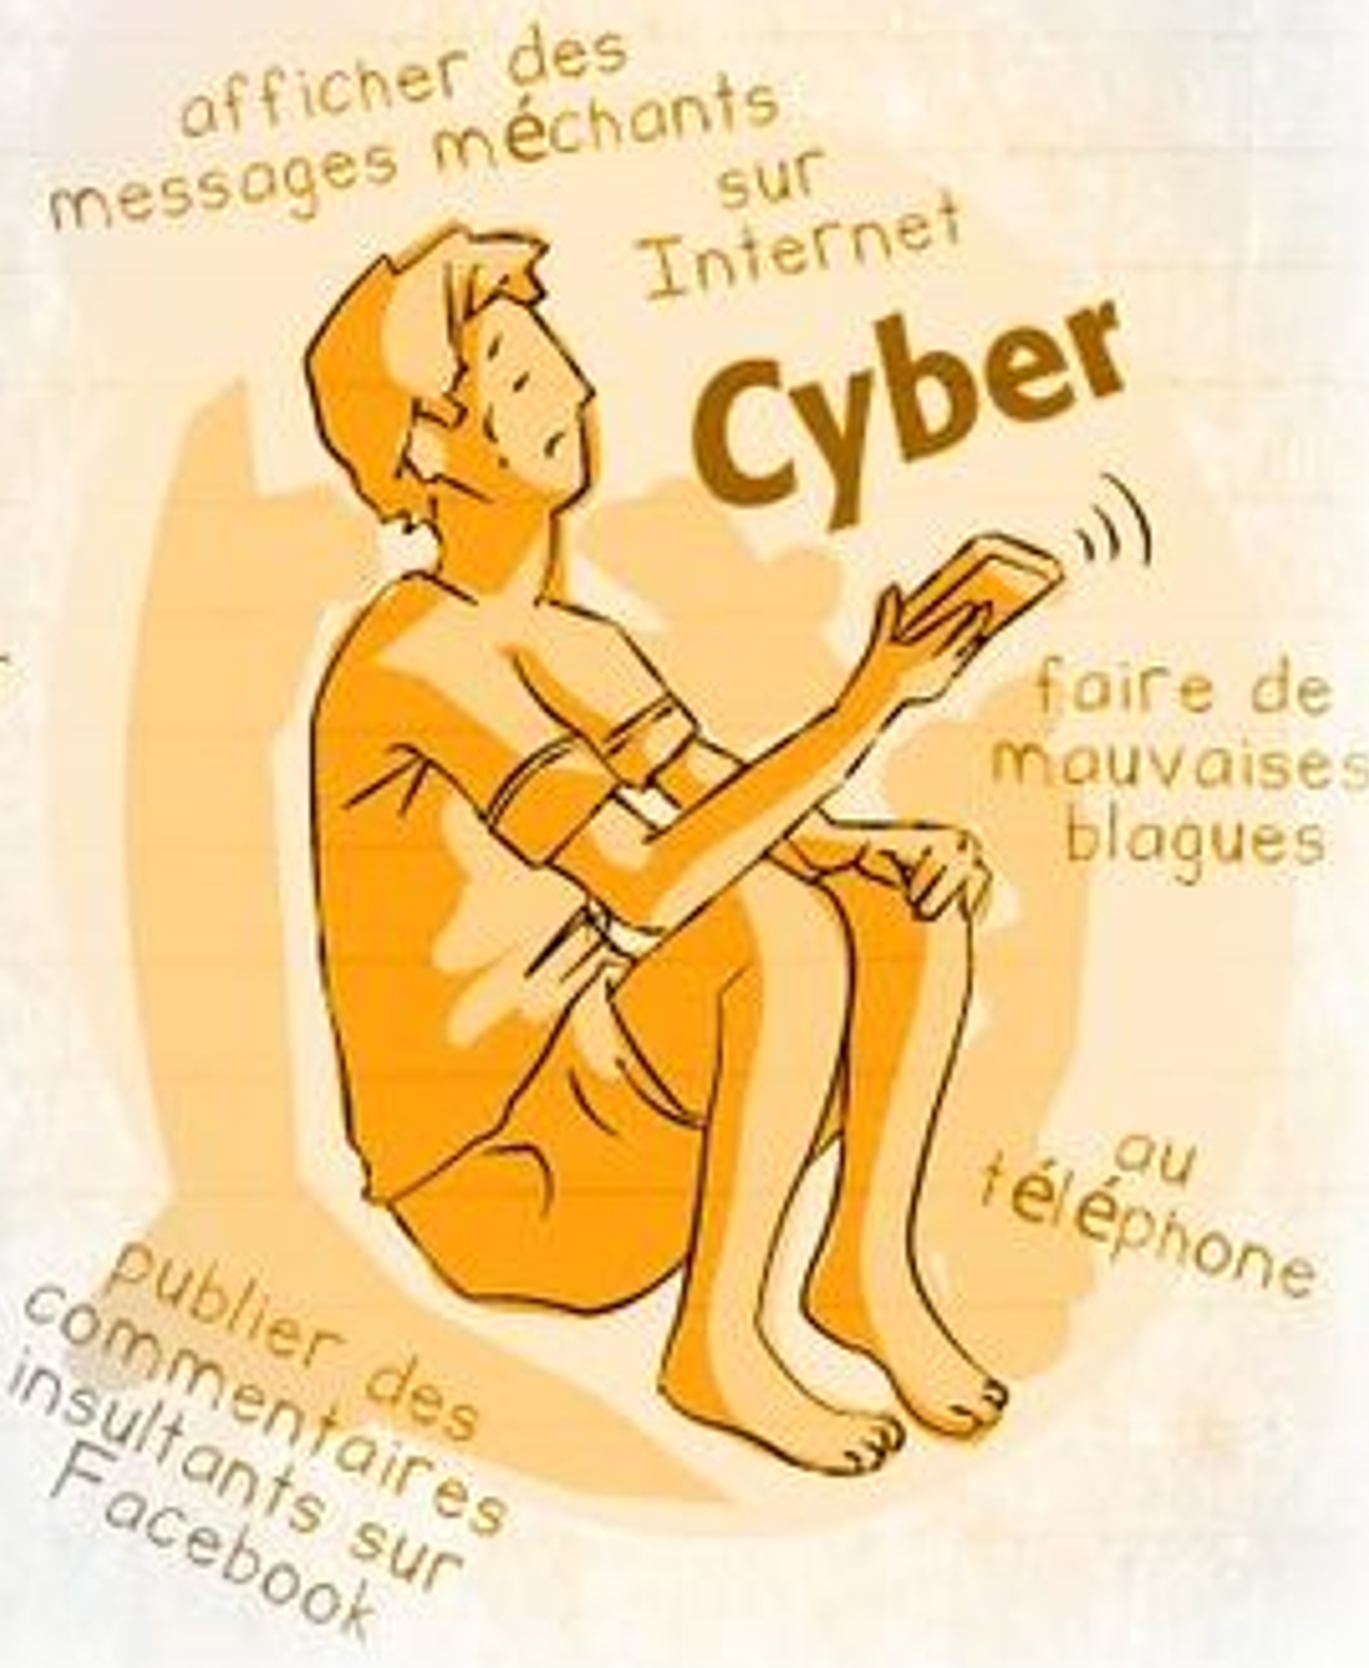 afficher des
messages méchants
sur
Internet
Cyber
faire de
mauvaises
blagues
au
téléphone
publier des
commentaires
insultants sur
Facebook